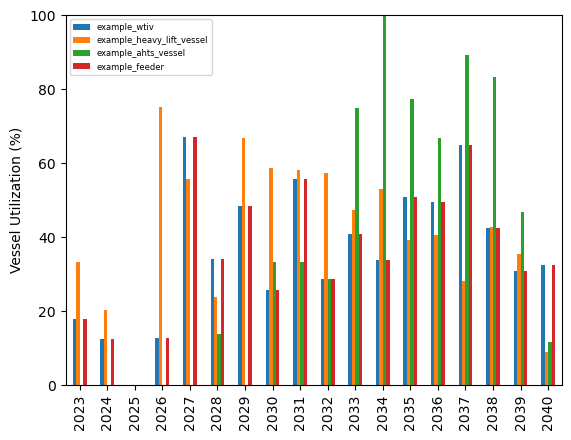 example_wtiv
example_heavy_lift_vessel
example_ahts_vessel
example_feeder
Vessel Utilization (%)
100
80
60
40
20
0
2023 2024 2025 2026 2027 2028 2029 2030 2031 2032 2033 2034 2035 2036 2037 2038 2039 2040